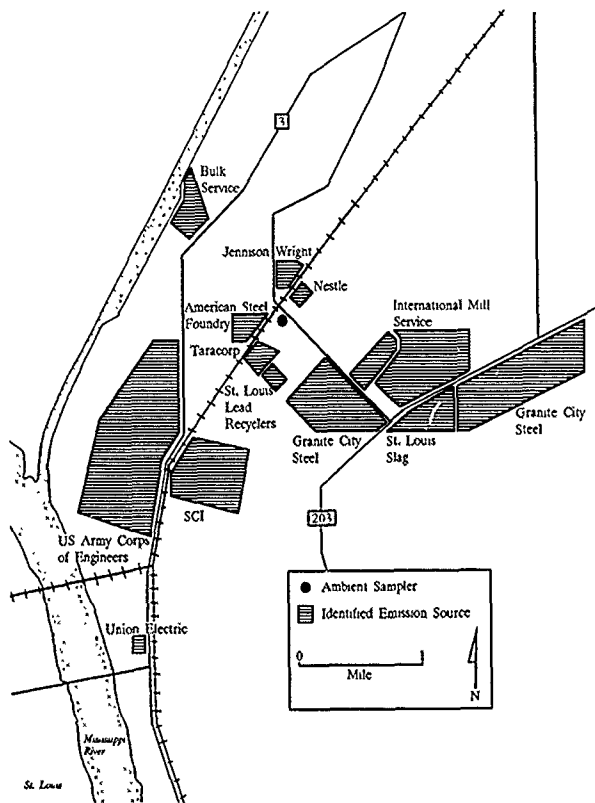 3
Bulk
Service
Jennison Wright
Nestle
American Steel
Foundry
International Mill
Service
Taracorp
St. Louis
Lead
Recyclers
Granite City
Steel
St. Louis
Slag
Granite City
Steel
SCI
203
US Army Corps
of Engineers
Ambient Sampler
Identified Emission Source
0 1
Mile
N
Union Electric
Mississippi
River
St. Louis